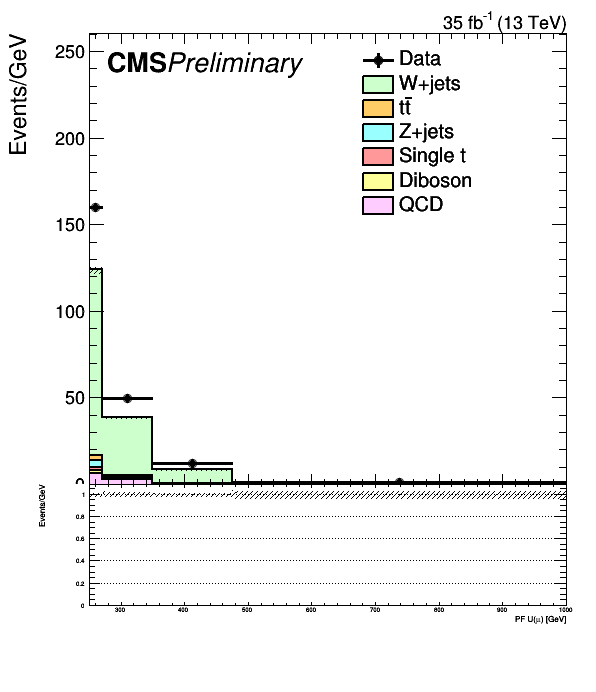 35 fb⁻¹ (13 TeV)
CMSPreliminary
Events/GeV
250
200
150
100
50
0
Data
W+jets
tt̄
Z+jets
Single t
Diboson
QCD
Events/GeV
1
0.8
0.6
0.4
0.2
0
300 400 500 600 700 800 900 1000
PF U(μ) [GeV]